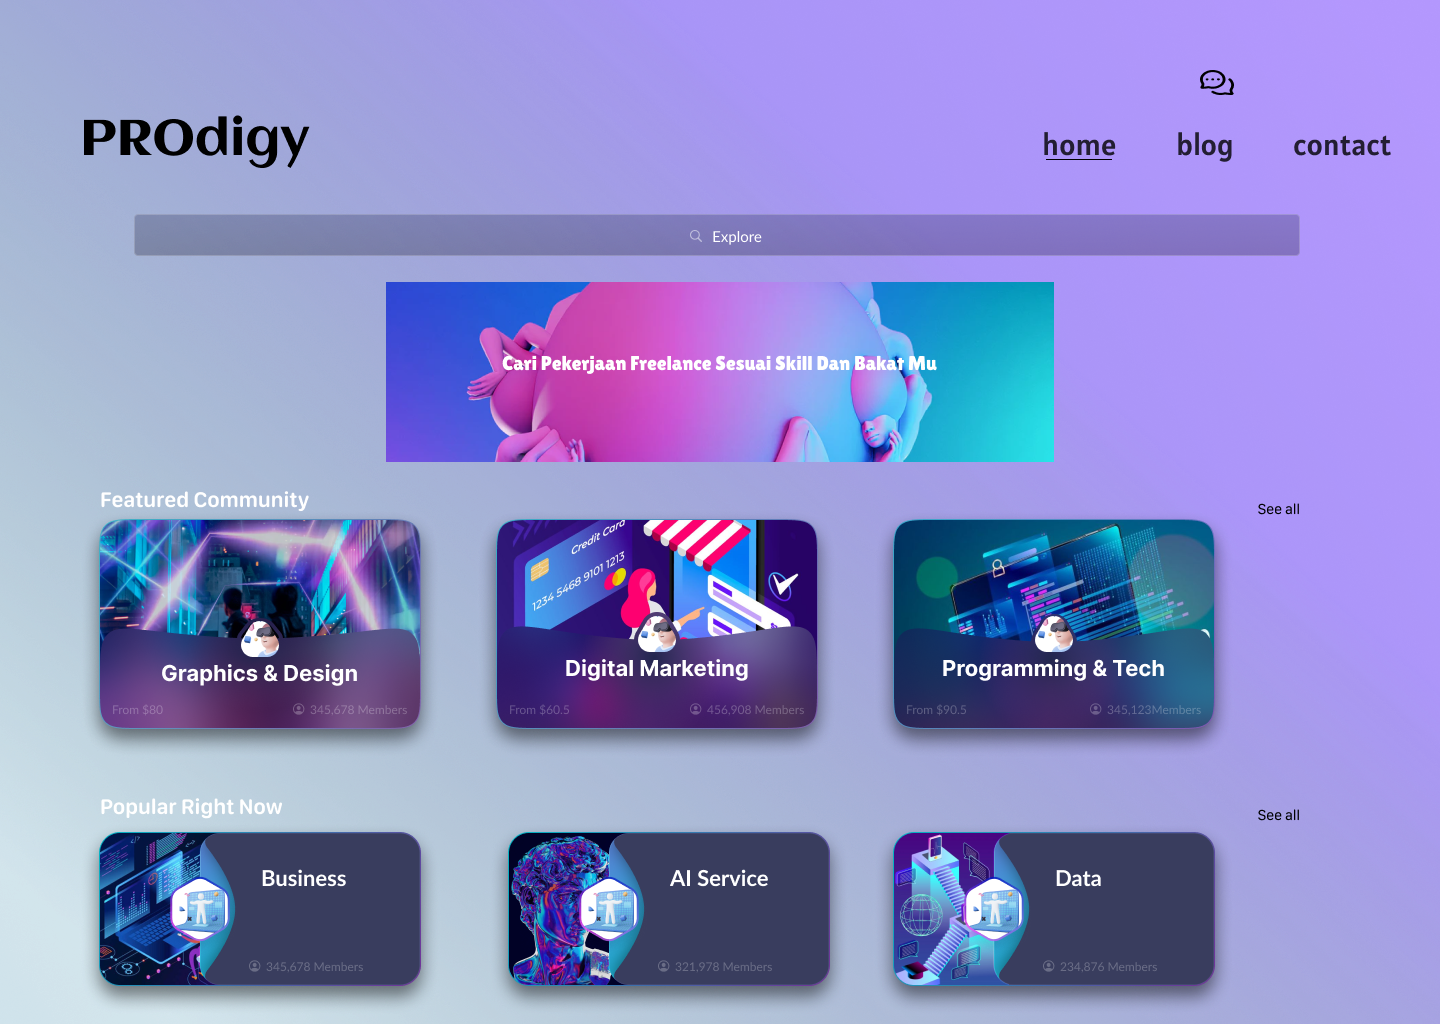 PROdigy
home
blog
contact
Explore
Cari Pekerjaan Freelance Sesuai Skill Dan Bakat Mu
Featured Community
See all
Credit Card
1234 5468 9101 1213
Graphics & Design
Digital Marketing
Programming & Tech
From $80
345,678 Members
From $60.5
456,908 Members
From $90.5
345,123Members
Popular Right Now
See all
Business
AI Service
Data
345,678 Members
321,978 Members
234,876 Members